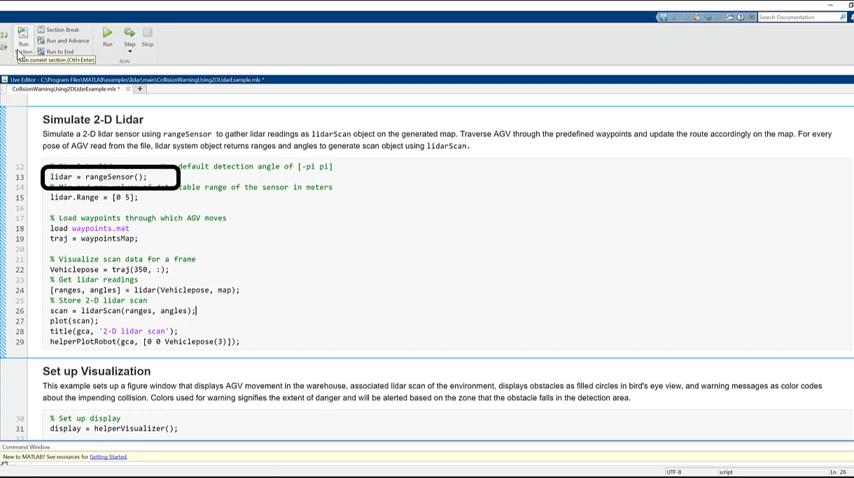 Search Documentation
Run
Section
Section Break
Run and Advance
Run to End
Run
Step
Stop
Run current section (Ctrl+Enter)
RUN
Live Editor - C:\Program Files\MATLAB\examples\lidar\main\CollisionWarningUsing2DLidarExample.mlx *
CollisionWarningUsing2DLidarExample.mlx *
Simulate 2-D Lidar
Simulate a 2-D lidar sensor using rangeSensor to gather lidar readings as lidarScan object on the generated map. Traverse AGV through the predefined waypoints and update the route accordingly on the map. For every
pose of AGV read from the file, lidar system object returns ranges and angles to generate scan object using lidarScan.
12 default detection angle of [-pi pi]
13 lidar = rangeSensor();
14 range of the sensor in meters
15 lidar.Range = [0 5];
16
17 % Load waypoints through which AGV moves
18 load waypoints.mat
19 traj = waypointsMap;
20
21 % Visualize scan data for a frame
22 Vehiclepose = traj(350, :);
23 % Get lidar readings
24 [ranges, angles] = lidar(Vehiclepose, map);
25 % Store 2-D lidar scan
26 scan = lidarScan(ranges, angles);
27 plot(scan);
28 title(gca, '2-D lidar scan');
29 helperPlotRobot(gca, [0 0 Vehiclepose(3)]);
Set up Visualization
This example sets up a figure window that displays AGV movement in the warehouse, associated lidar scan of the environment, displays obstacles as filled circles in bird's eye view, and warning messages as color codes
about the impending collision. Colors used for warning signifies the extent of danger and will be alerted based on the zone that the obstacle falls in the detection area.
30 % Set up display
31 display = helperVisualizer();
Command Window
New to MATLAB? See resources for Getting Started.
UTF-8
script
Ln 26